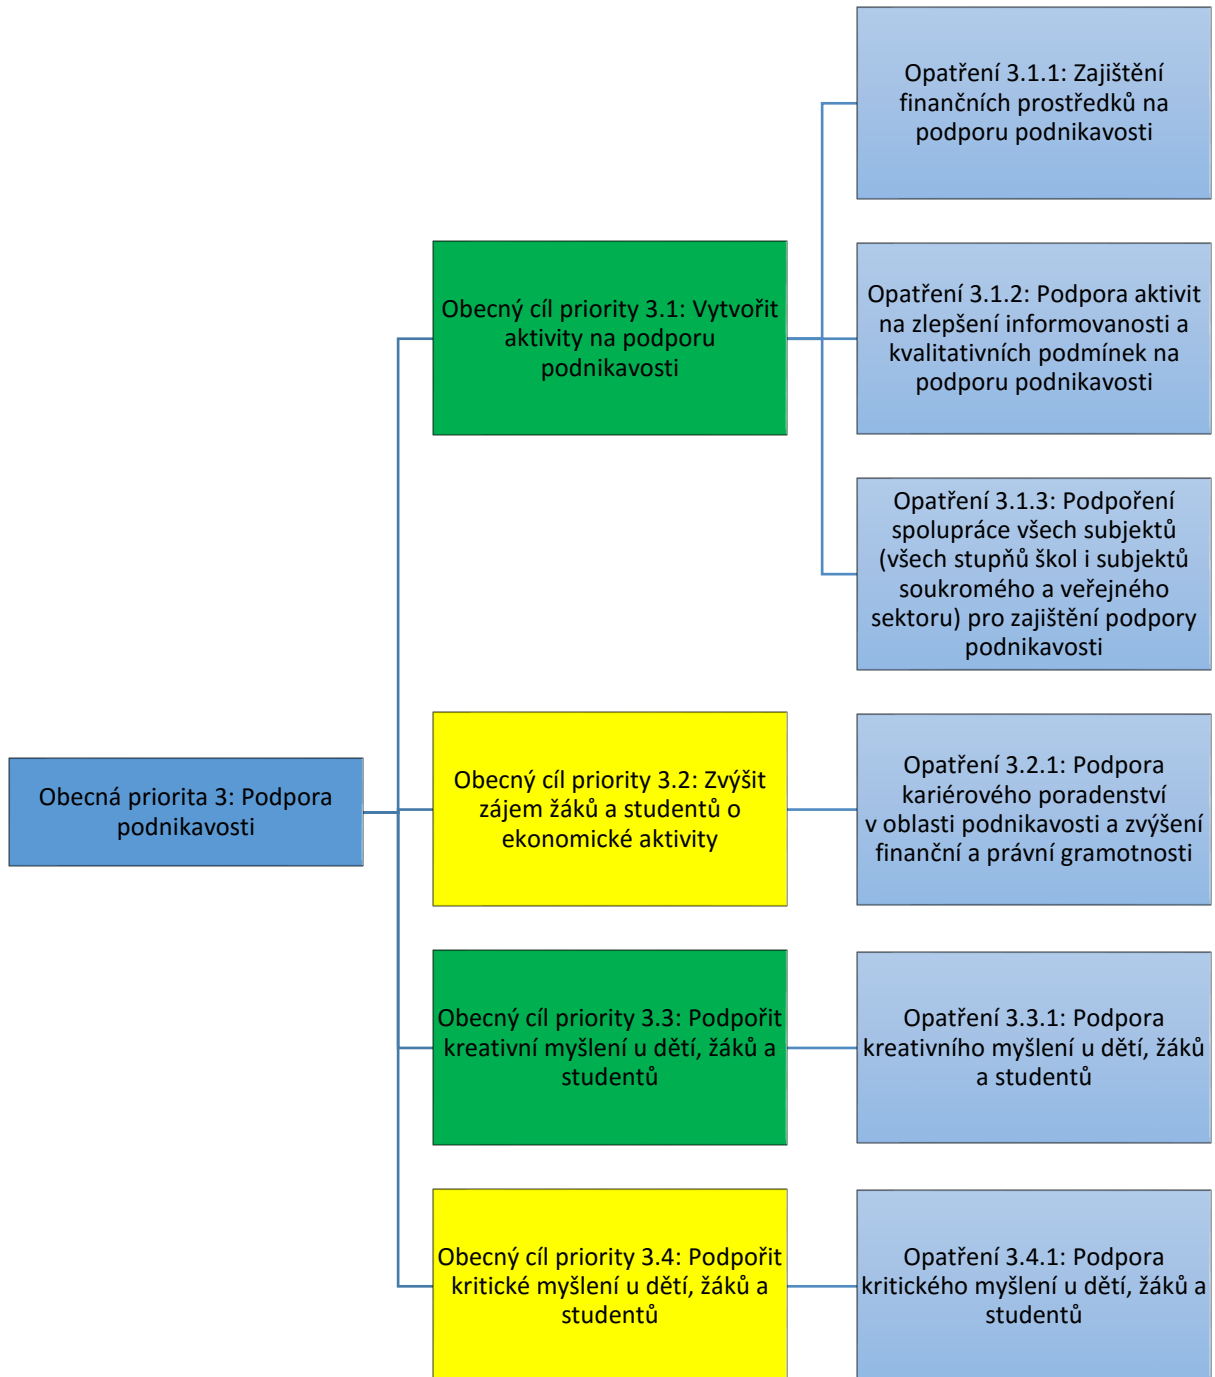 Obecná priorita 3: Podpora
podnikavosti
Obecný cíl priority 3.1: Vytvořit
aktivity na podporu
podnikavosti
Opatření 3.1.1: Zajištění
finančních prostředků na
podporu podnikavosti
Opatření 3.1.2: Podpora aktivit
na zlepšení informovanosti a
kvalitativních podmínek na
podporu podnikavosti
Opatření 3.1.3: Podpoření
spolupráce všech subjektů
(všech stupňů škol i subjektů
soukromého a veřejného
sektoru) pro zajištění podpory
podnikavosti
Obecný cíl priority 3.2: Zvýšit
zájem žáků a studentů o
ekonomické aktivity
Opatření 3.2.1: Podpora
kariérového poradenství
v oblasti podnikavosti a zvýšení
finanční a právní gramotnosti
Obecný cíl priority 3.3: Podpořit
kreativní myšlení u dětí, žáků a
studentů
Opatření 3.3.1: Podpora
kreativního myšlení u dětí, žáků
a studentů
Obecný cíl priority 3.4: Podpořit
kritické myšlení u dětí, žáků a
studentů
Opatření 3.4.1: Podpora
kritického myšlení u dětí, žáků a
studentů